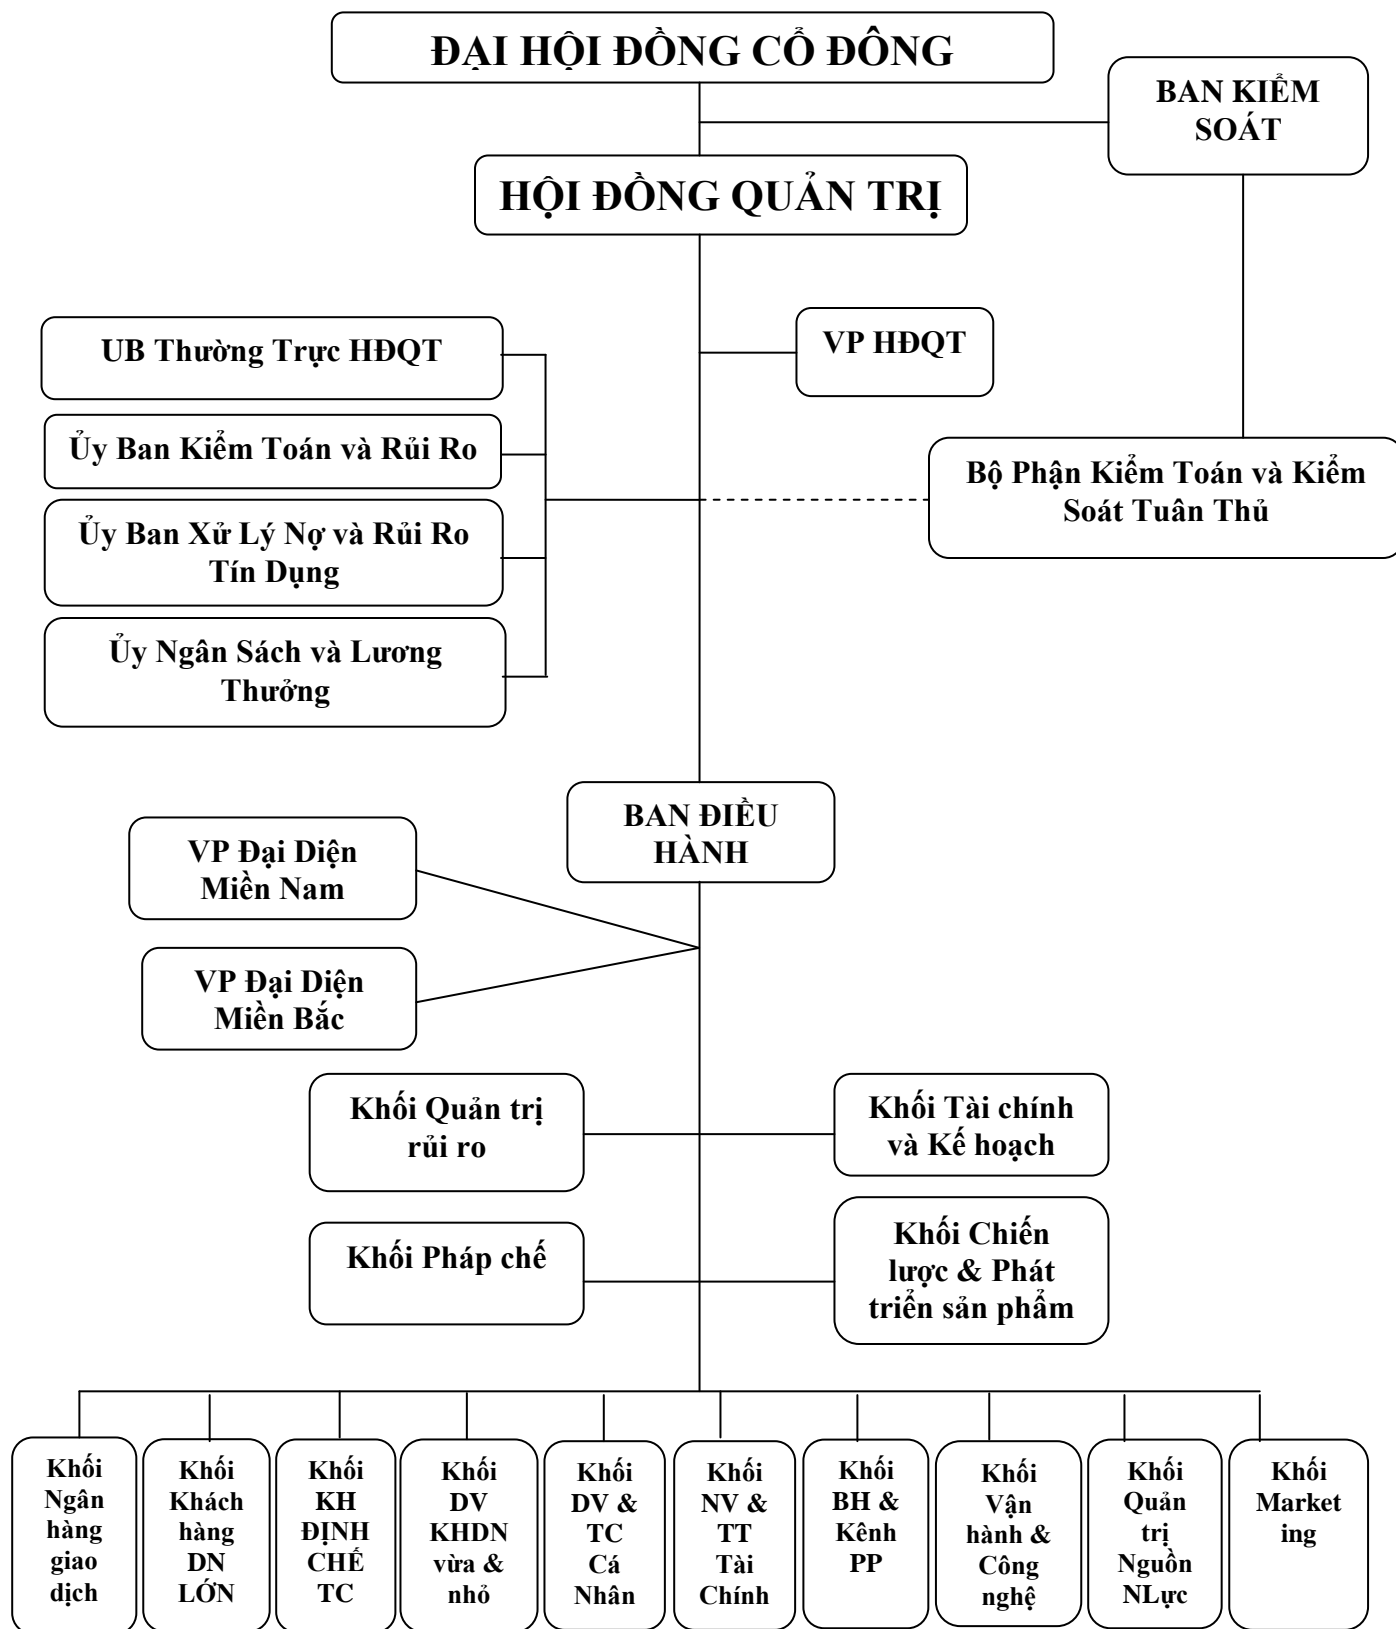 ĐẠI HỘI ĐỒNG CỔ ĐÔNG
BAN KIỂM
SOÁT
HỘI ĐỒNG QUẢN TRỊ
UB Thường Trực HĐQT
VP HĐQT
Ủy Ban Kiểm Toán và Rủi Ro
Bộ Phận Kiểm Toán và Kiểm
Soát Tuân Thủ
Ủy Ban Xử Lý Nợ và Rủi Ro
Tín Dụng
Ủy Ngân Sách và Lương
Thưởng
BAN ĐIỀU
HÀNH
VP Đại Diện
Miền Nam
VP Đại Diện
Miền Bắc
Khối Quản trị
rủi ro
Khối Tài chính
và Kế hoạch
Khối Pháp chế
Khối Chiến
lược & Phát
triển sản phẩm
Khối
Ngân
hàng
giao
dịch
Khối
Khách
hàng
DN
LỚN
Khối
KH
ĐỊNH
CHẾ
TC
Khối
DV
KHDN
vừa &
nhỏ
Khối
DV &
TC
Cá
Nhân
Khối
NV &
TT
Tài
Chính
Khối
BH &
Kênh
PP
Khối
Vận
hành &
Công
nghệ
Khối
Quản
trị
Nguồn
NLực
Khối
Market
ing